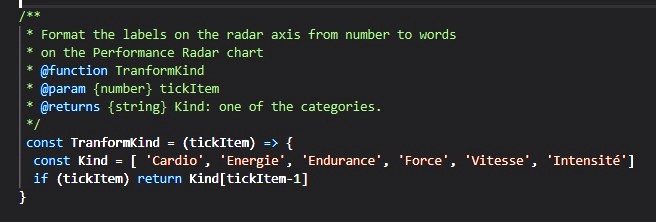 /**
* Format the labels on the radar axis from number to words
* on the Performance Radar chart
* @function TranformKind
* @param {number} tickItem
* @returns {string} Kind: one of the categories.
*/
const TranformKind = (tickItem) => {
const Kind = [ 'Cardio', 'Energie', 'Endurance', 'Force', 'Vitesse', 'Intensité']
if (tickItem) return Kind[tickItem-1]
}